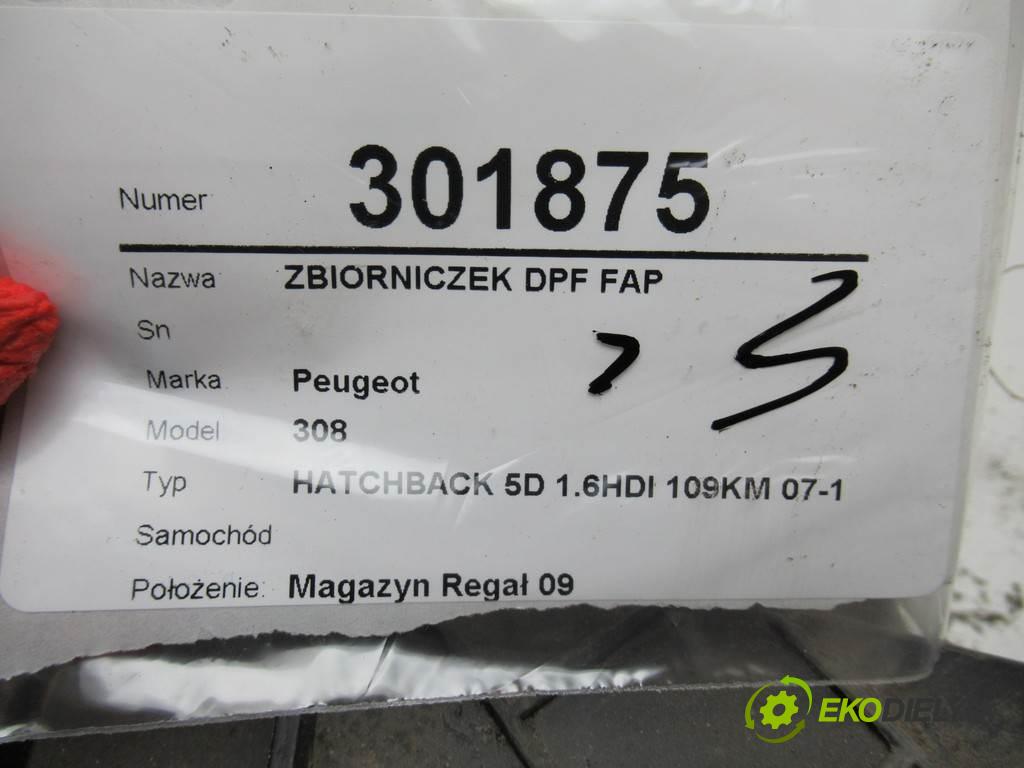 Numer 301875
Nazwa ZBIORNICZEK DPF FAP
Sn
Marka Peugeot
Model 308
Typ HATCHBACK 5D 1.6HDI 109KM 07-1
Samochód
Położenie: Magazyn Regał 09
EKODIELY